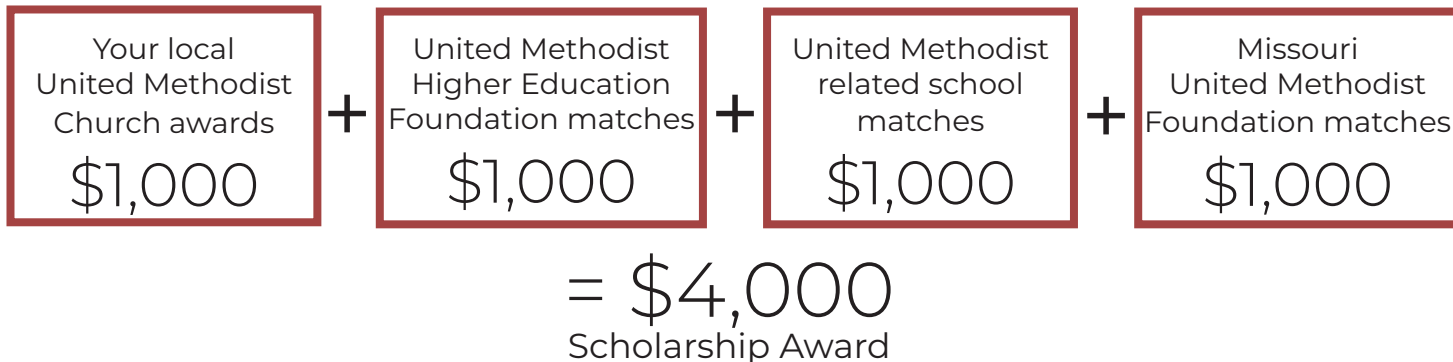 Your local
United Methodist
Church awards
$1,000
+
United Methodist
Higher Education
Foundation matches
$1,000
+
United Methodist
related school
matches
$1,000
+
Missouri
United Methodist
Foundation matches
$1,000
= $4,000
Scholarship Award